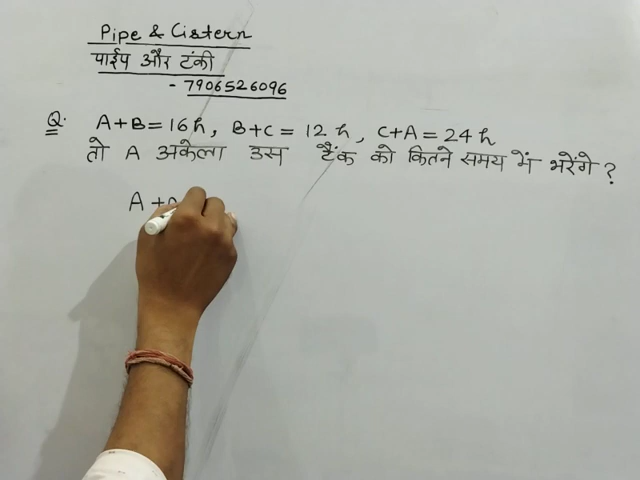 Pipe & Cistern
पाईप और टंकी
- 7906526096
Q. A+B = 16 h, B+C = 12 h, C+A = 24 h
तो A अकेला उस टैंक को कितने समय में भरेंगे ?
A +